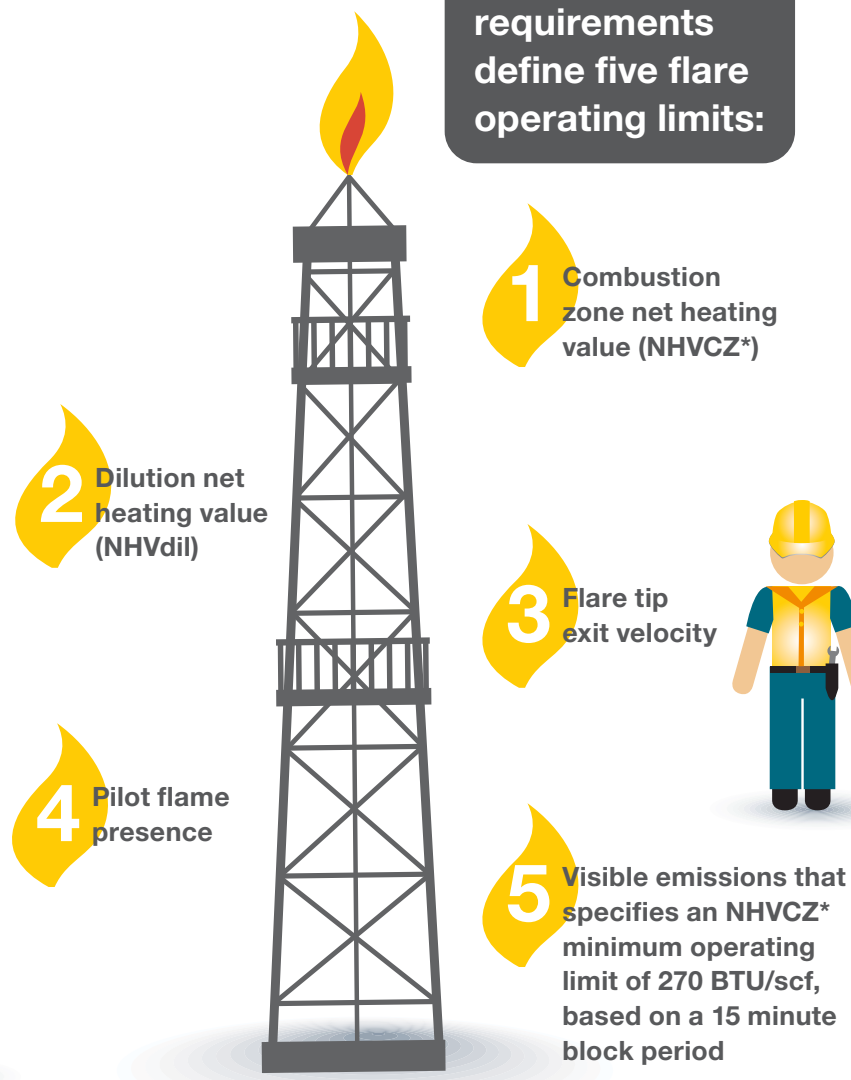 requirements
define five flare
operating limits:
1
Combustion
zone net heating
value (NHVCZ*)
2
Dilution net
heating value
(NHVdil)
3
Flare tip
exit velocity
4
Pilot flame
presence
5
Visible emissions that
specifies an NHVCZ*
minimum operating
limit of 270 BTU/scf,
based on a 15 minute
block period